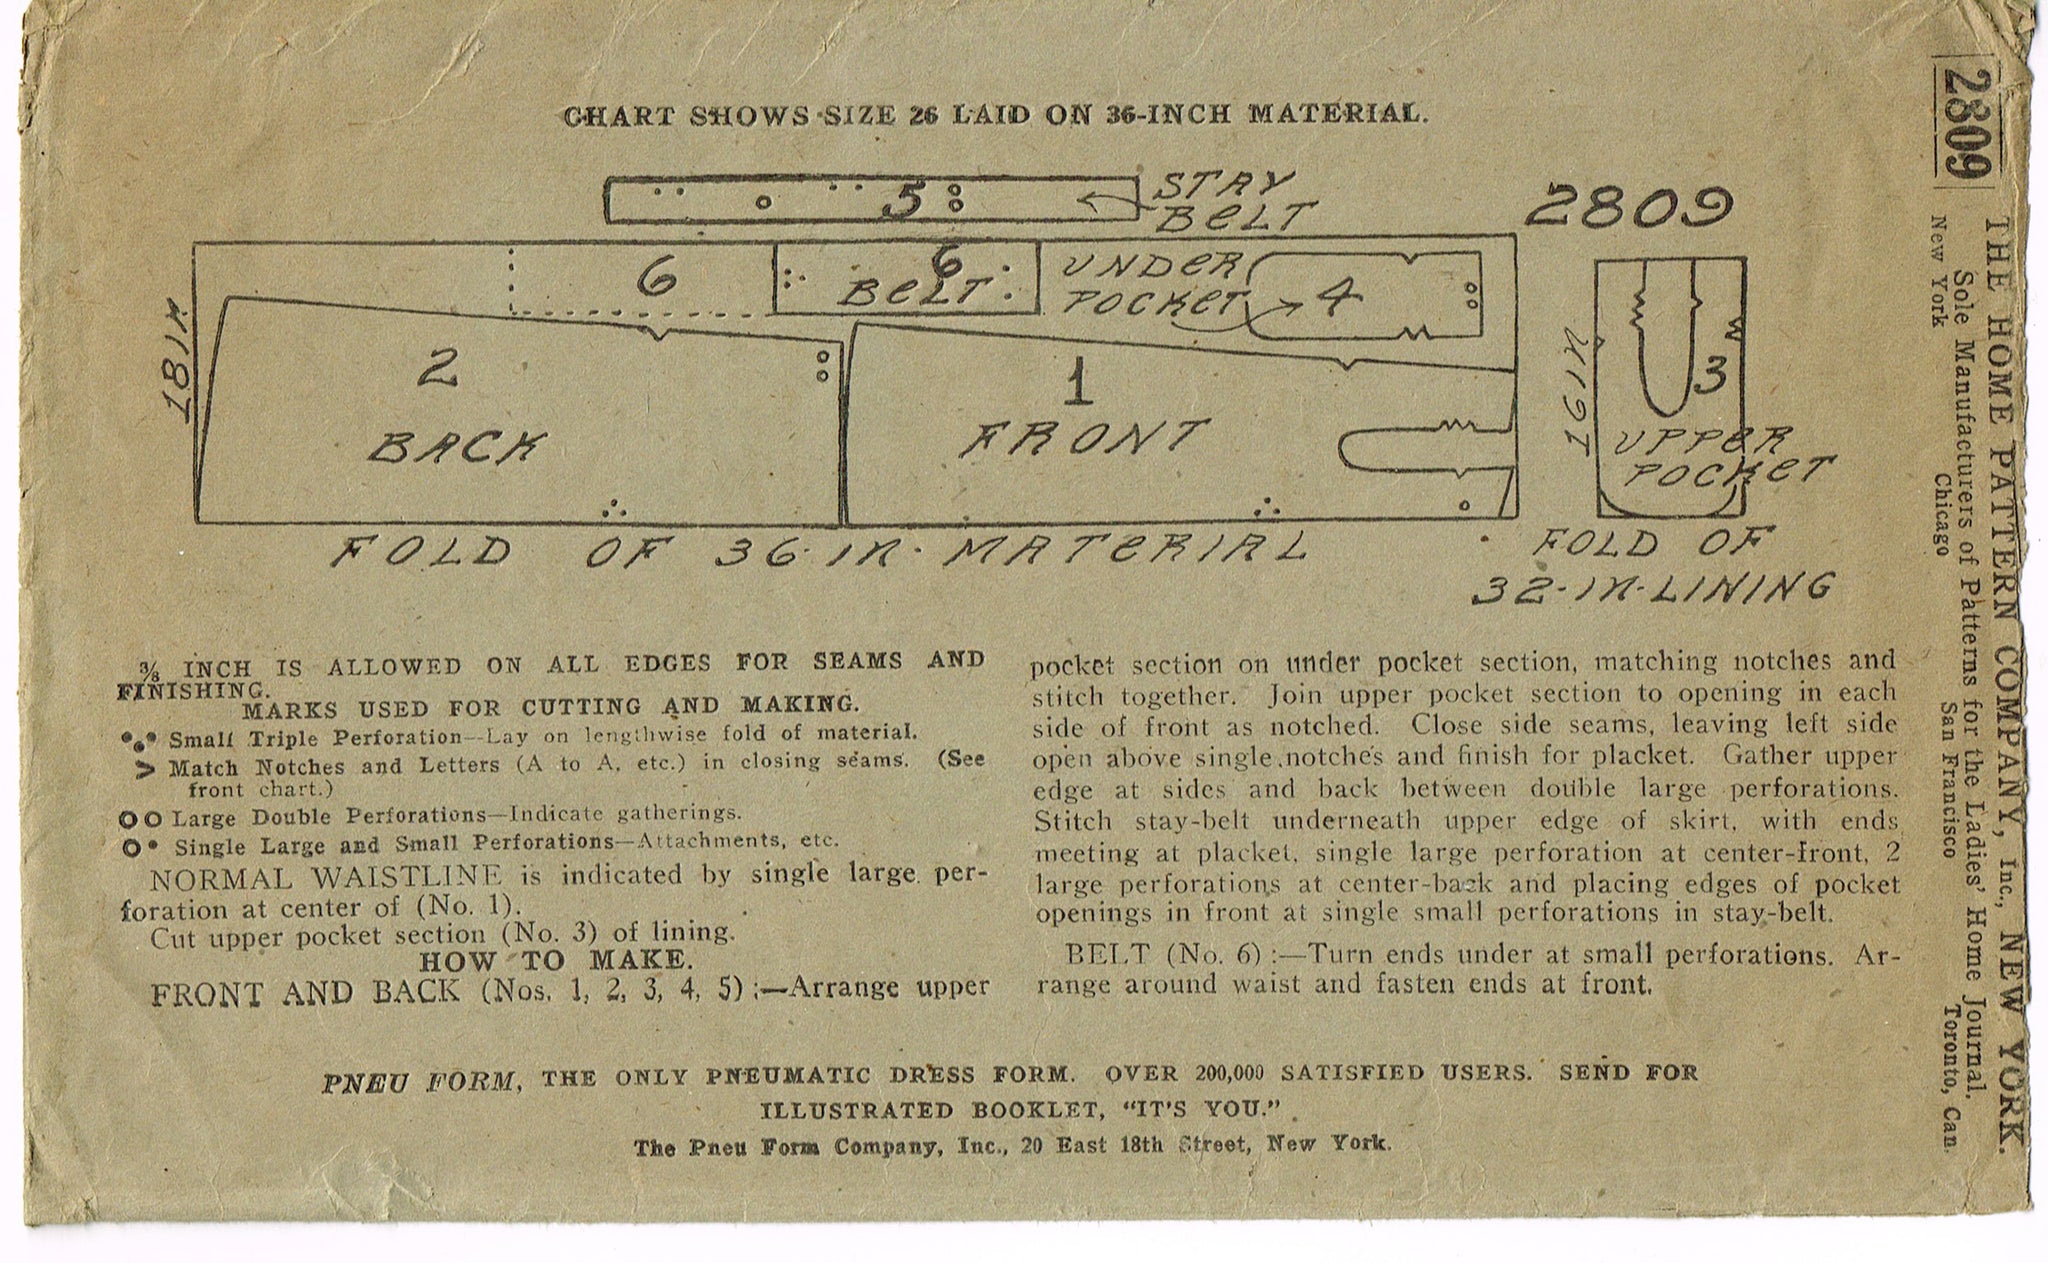 CHART SHOWS SIZE 26 LAID ON 36-INCH MATERIAL.
5
STAY
BELT
2809
6
6
BELT
UNDER
POCKET
4
WIDT
2
BACK
1
FRONT
WIDT
3
UPPER
POCKET
FOLD OF 36-IN-MATERIAL
FOLD OF
32-IN-LINING
⅜ INCH IS ALLOWED ON ALL EDGES FOR SEAMS AND
FINISHING.
MARKS USED FOR CUTTING AND MAKING.
Small Triple Perforation—Lay on lengthwise fold of material.
Match Notches and Letters (A to A, etc.) in closing seams. (See
front chart.)
Large Double Perforations—Indicate gatherings.
Single Large and Small Perforations—Attachments, etc.
NORMAL WAISTLINE is indicated by single large per-
foration at center of (No. 1).
Cut upper pocket section (No. 3) of lining.
HOW TO MAKE.
FRONT AND BACK (Nos. 1, 2, 3, 4, 5):—Arrange upper
pocket section on under pocket section, matching notches and
stitch together. Join upper pocket section to opening in each
side of front as notched. Close side seams, leaving left side
open above single notches and finish for placket. Gather upper
edge at sides and back between double large perforations.
Stitch stay-belt underneath upper edge of skirt, with ends
meeting at placket, single large perforation at center-front, 2
large perforations at center-back and placing edges of pocket
openings in front at single small perforations in stay-belt.
BELT (No. 6):—Turn ends under at small perforations. Ar-
range around waist and fasten ends at front.
PNEU FORM, THE ONLY PNEUMATIC DRESS FORM. OVER 200,000 SATISFIED USERS. SEND FOR
ILLUSTRATED BOOKLET, "IT'S YOU."
The Pneu Form Company, Inc., 20 East 18th Street, New York.
2809
THE HOME PATTERN COMPANY, Inc., NEW YORK.
Sole Manufacturers of Patterns for the Ladies' Home Journal.
New York Chicago San Francisco Toronto, Can.